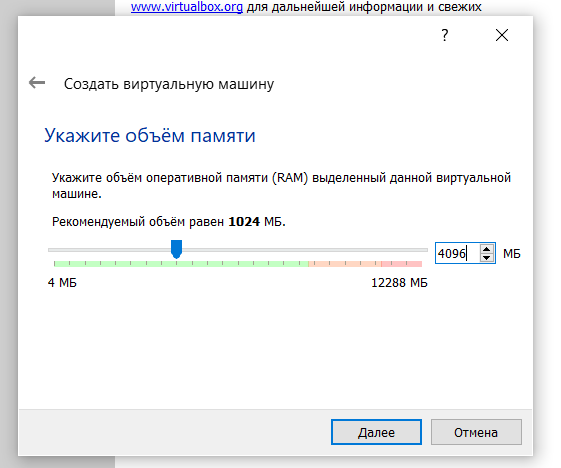 www.virtualbox.org для дальнейшей информации и свежих
?
Создать виртуальную машину
Укажите объём памяти
Укажите объём оперативной памяти (RAM) выделенный данной виртуальной
машине.
Рекомендуемый объём равен 1024 МБ.
4096 МБ
4 МБ 12288 МБ
Далее Отмена